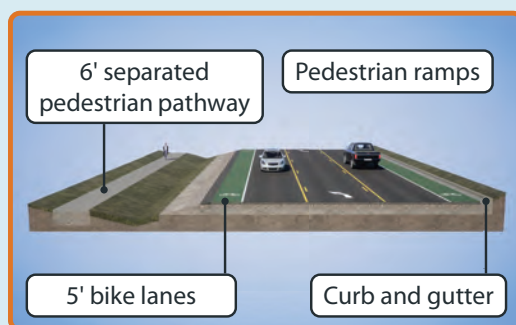 6' separated
pedestrian pathway
Pedestrian ramps
5' bike lanes
Curb and gutter